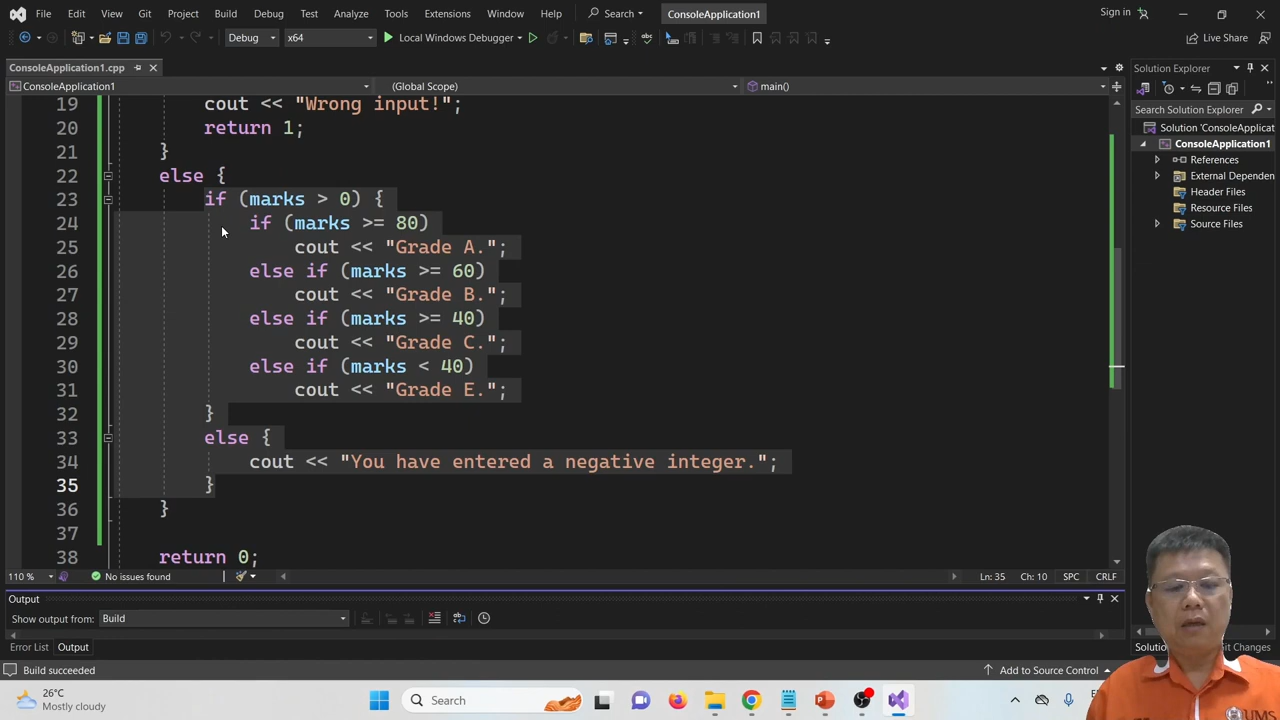 File Edit View Git Project Build Debug Test Analyze Tools Extensions Window Help Search ConsoleApplication1 Sign in
Debug x64 Local Windows Debugger Live Share
ConsoleApplication1.cpp
ConsoleApplication1 (Global Scope) main()
19 cout << "Wrong input!";
20 return 1;
21 }
22 else {
23 if (marks > 0) {
24 if (marks >= 80)
25 cout << "Grade A.";
26 else if (marks >= 60)
27 cout << "Grade B.";
28 else if (marks >= 40)
29 cout << "Grade C.";
30 else if (marks < 40)
31 cout << "Grade E.";
32 }
33 else {
34 cout << "You have entered a negative integer.";
35 }
36 }
37
38 return 0;
110 % No issues found Ln: 35 Ch: 10 SPC CRLF
Output
Show output from: Build
Error List Output
Build succeeded Add to Source Control
Solution Explorer
Search Solution Explorer
Solution 'ConsoleApplicat
ConsoleApplication1
References
External Dependen
Header Files
Resource Files
Source Files
Solutio it Changes
26°C
Mostly cloudy
Search
UMS